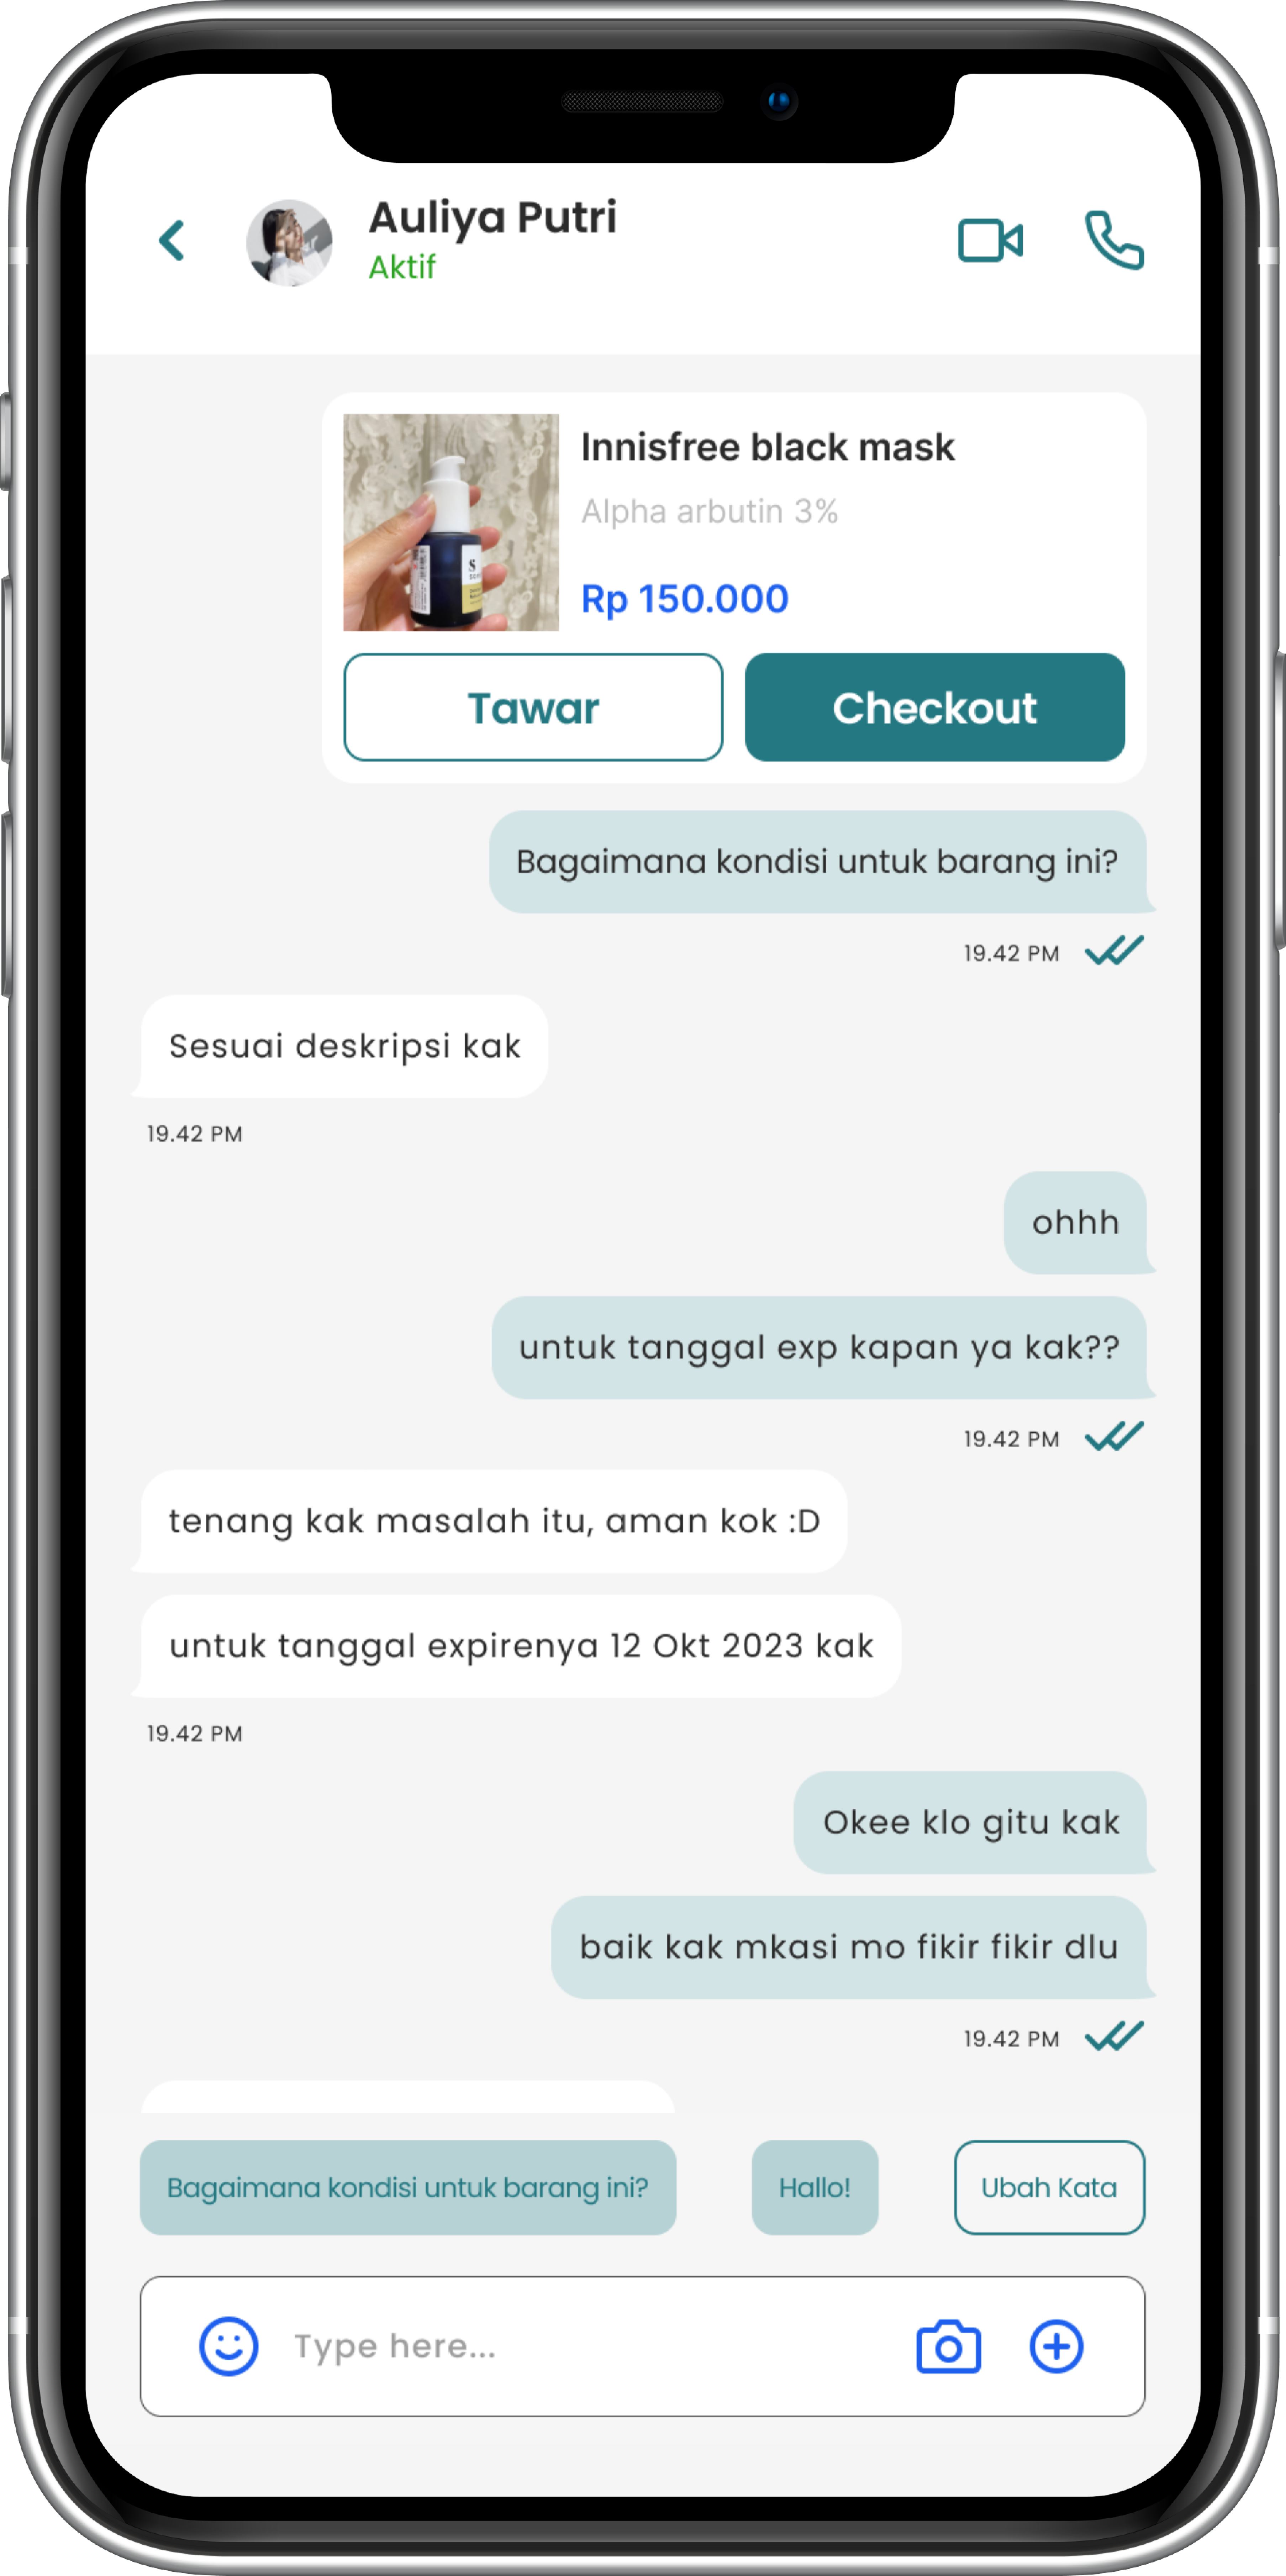 Auliya Putri
Aktif
Innisfree black mask
Alpha arbutin 3%
Rp 150.000
Tawar
Checkout
Bagaimana kondisi untuk barang ini?
19.42 PM
Sesuai deskripsi kak
19.42 PM
ohhh
untuk tanggal exp kapan ya kak??
19.42 PM
tenang kak masalah itu, aman kok :D
untuk tanggal expirenya 12 Okt 2023 kak
19.42 PM
Okee klo gitu kak
baik kak mkasi mo fikir fikir dlu
19.42 PM
Bagaimana kondisi untuk barang ini?
Hallo!
Ubah Kata
Type here...